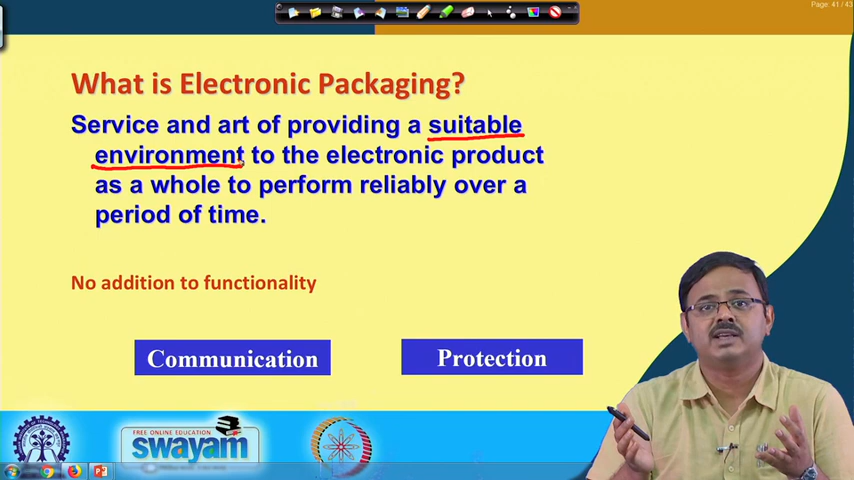 Page: 41 / 43
What is Electronic Packaging?
Service and art of providing a suitable
environment to the electronic product
as a whole to perform reliably over a
period of time.
No addition to functionality
Communication
Protection
FREE ONLINE EDUCATION
swayam